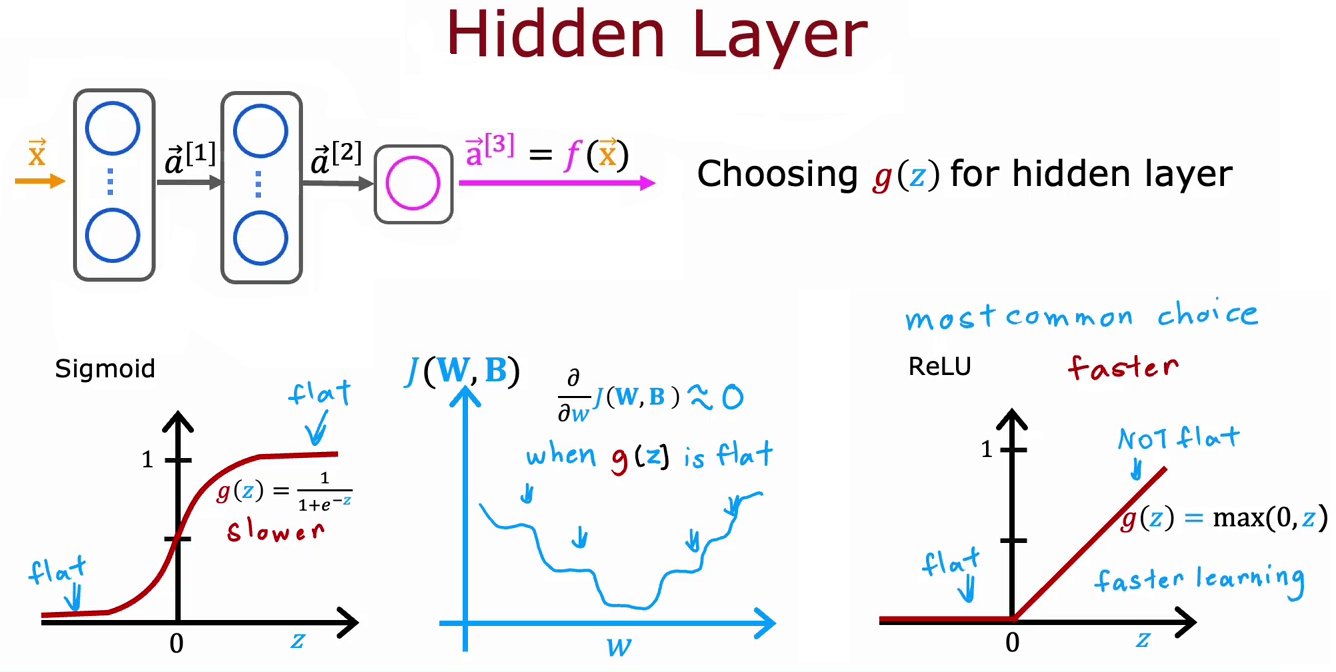 Hidden Layer
x⃗
a⃗[1]
a⃗[2]
a⃗[3] = f(x⃗)
Choosing g(z) for hidden layer
Sigmoid
flat
1
g(z) = 1/(1+e^−z)
slower
flat
0
z
J(W, B)
∂/∂w J(W, B) ≈ 0
when g(z) is flat
w
most common choice
ReLU
faster
1
NOT flat
g(z) = max(0, z)
flat
faster learning
0
z